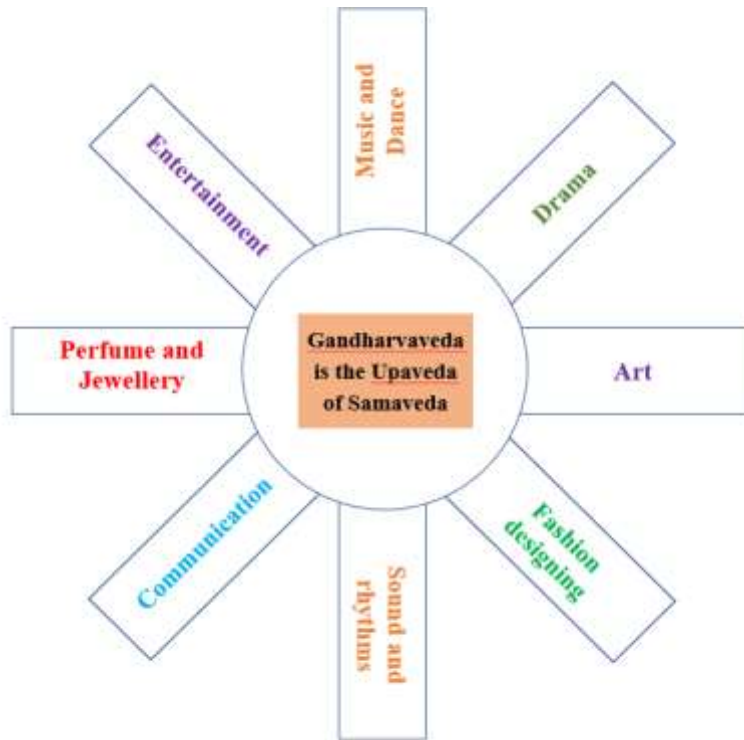 Music and
Dance
Drama
Art
Fashion
designing
Sound and
rhythms
Communication
Perfume and
Jewellery
Entertainment
Gandharvaveda
is the Upaveda
of Samaveda